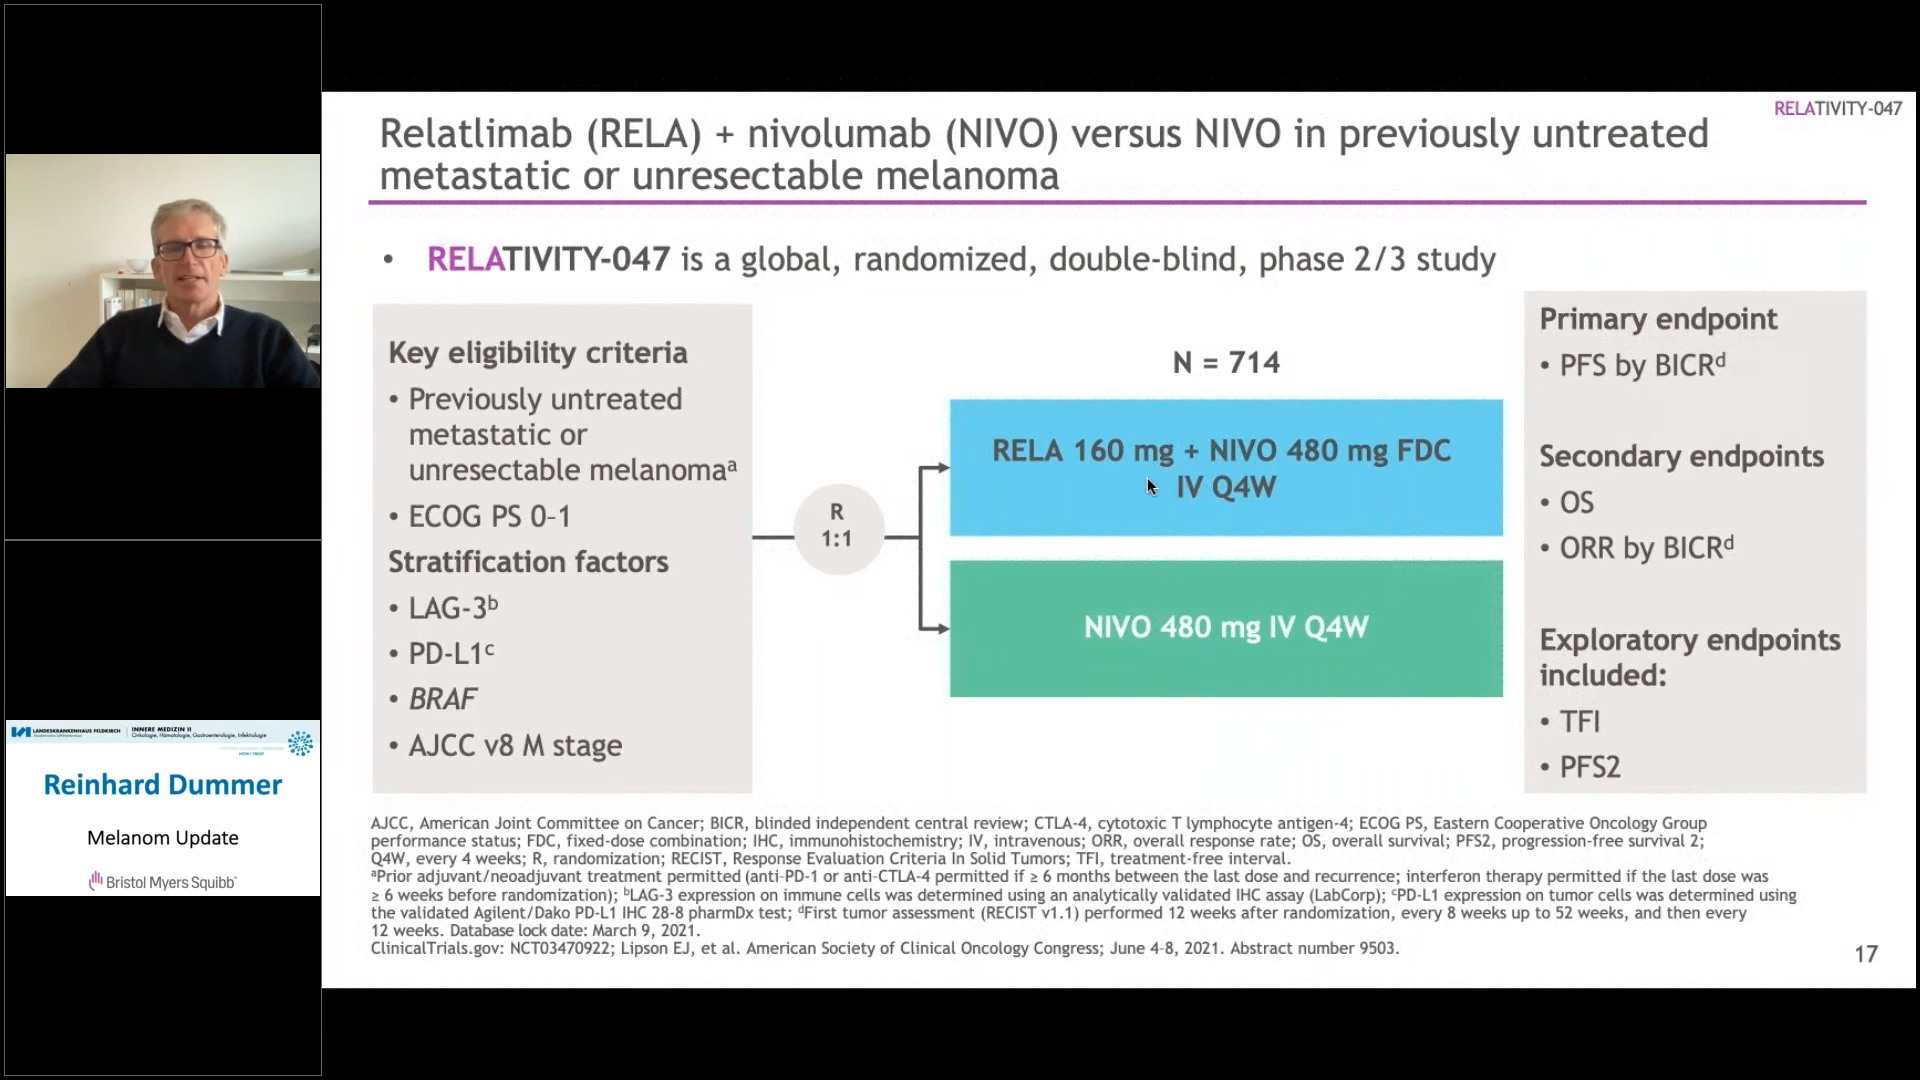 RELATIVITY-047
Relatlimab (RELA) + nivolumab (NIVO) versus NIVO in previously untreated
metastatic or unresectable melanoma
• RELATIVITY-047 is a global, randomized, double-blind, phase 2/3 study
Key eligibility criteria
• Previously untreated
metastatic or
unresectable melanomaᵃ
• ECOG PS 0–1
Stratification factors
• LAG-3ᵇ
• PD-L1ᶜ
• BRAF
• AJCC v8 M stage
R
1:1
N = 714
RELA 160 mg + NIVO 480 mg FDC
IV Q4W
NIVO 480 mg IV Q4W
Primary endpoint
• PFS by BICRᵈ
Secondary endpoints
• OS
• ORR by BICRᵈ
Exploratory endpoints
included:
• TFI
• PFS2
AJCC, American Joint Committee on Cancer; BICR, blinded independent central review; CTLA-4, cytotoxic T lymphocyte antigen-4; ECOG PS, Eastern Cooperative Oncology Group
performance status; FDC, fixed-dose combination; IHC, immunohistochemistry; IV, intravenous; ORR, overall response rate; OS, overall survival; PFS2, progression-free survival 2;
Q4W, every 4 weeks; R, randomization; RECIST, Response Evaluation Criteria In Solid Tumors; TFI, treatment-free interval.
ᵃPrior adjuvant/neoadjuvant treatment permitted (anti-PD-1 or anti-CTLA-4 permitted if ≥ 6 months between the last dose and recurrence; interferon therapy permitted if the last dose was
≥ 6 weeks before randomization); ᵇLAG-3 expression on immune cells was determined using an analytically validated IHC assay (LabCorp); ᶜPD-L1 expression on tumor cells was determined using
the validated Agilent/Dako PD-L1 IHC 28-8 pharmDx test; ᵈFirst tumor assessment (RECIST v1.1) performed 12 weeks after randomization, every 8 weeks up to 52 weeks, and then every
12 weeks. Database lock date: March 9, 2021.
ClinicalTrials.gov: NCT03470922; Lipson EJ, et al. American Society of Clinical Oncology Congress; June 4–8, 2021. Abstract number 9503.
17
LANDESKRANKENHAUS FELDKIRCH
INNERE MEDIZIN II
Onkologie, Hämatologie, Gastroenterologie, Infektiologie
Reinhard Dummer
Melanom Update
Bristol Myers Squibb™